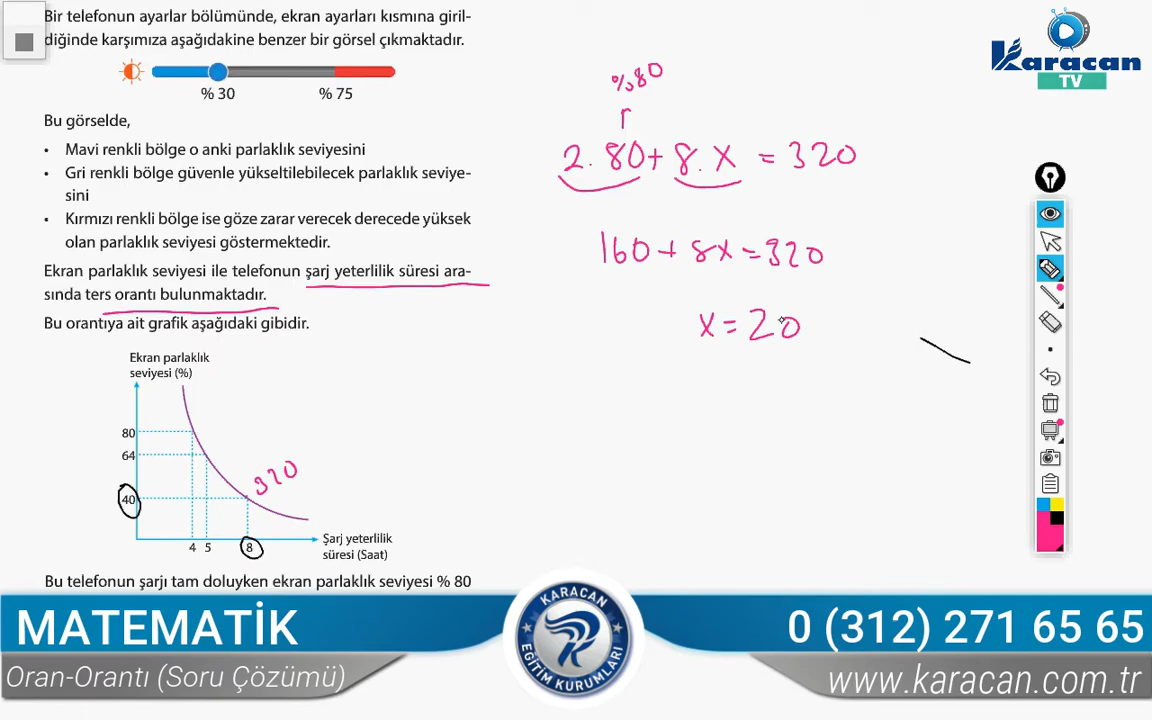 Bir telefonun ayarlar bölümünde, ekran ayarları kısmına giril-
diğinde karşımıza aşağıdakine benzer bir görsel çıkmaktadır.
% 30
% 75
Bu görselde,
• Mavi renkli bölge o anki parlaklık seviyesini
• Gri renkli bölge güvenle yükseltilebilecek parlaklık seviye-
sini
• Kırmızı renkli bölge ise göze zarar verecek derecede yüksek
olan parlaklık seviyesi göstermektedir.
Ekran parlaklık seviyesi ile telefonun şarj yeterlilik süresi ara-
sında ters orantı bulunmaktadır.
Bu orantıya ait grafik aşağıdaki gibidir.
Ekran parlaklık
seviyesi (%)
80
64
40
320
4 5 8
Şarj yeterlilik
süresi (Saat)
Bu telefonun şarjı tam doluyken ekran parlaklık seviyesi % 80
%80
2.80+8.x=320
160+8x=320
x=20
Karacan
TV
MATEMATİK
Oran-Orantı (Soru Çözümü)
KARACAN
EĞİTİM KURUMLARI
0 (312) 271 65 65
www.karacan.com.tr